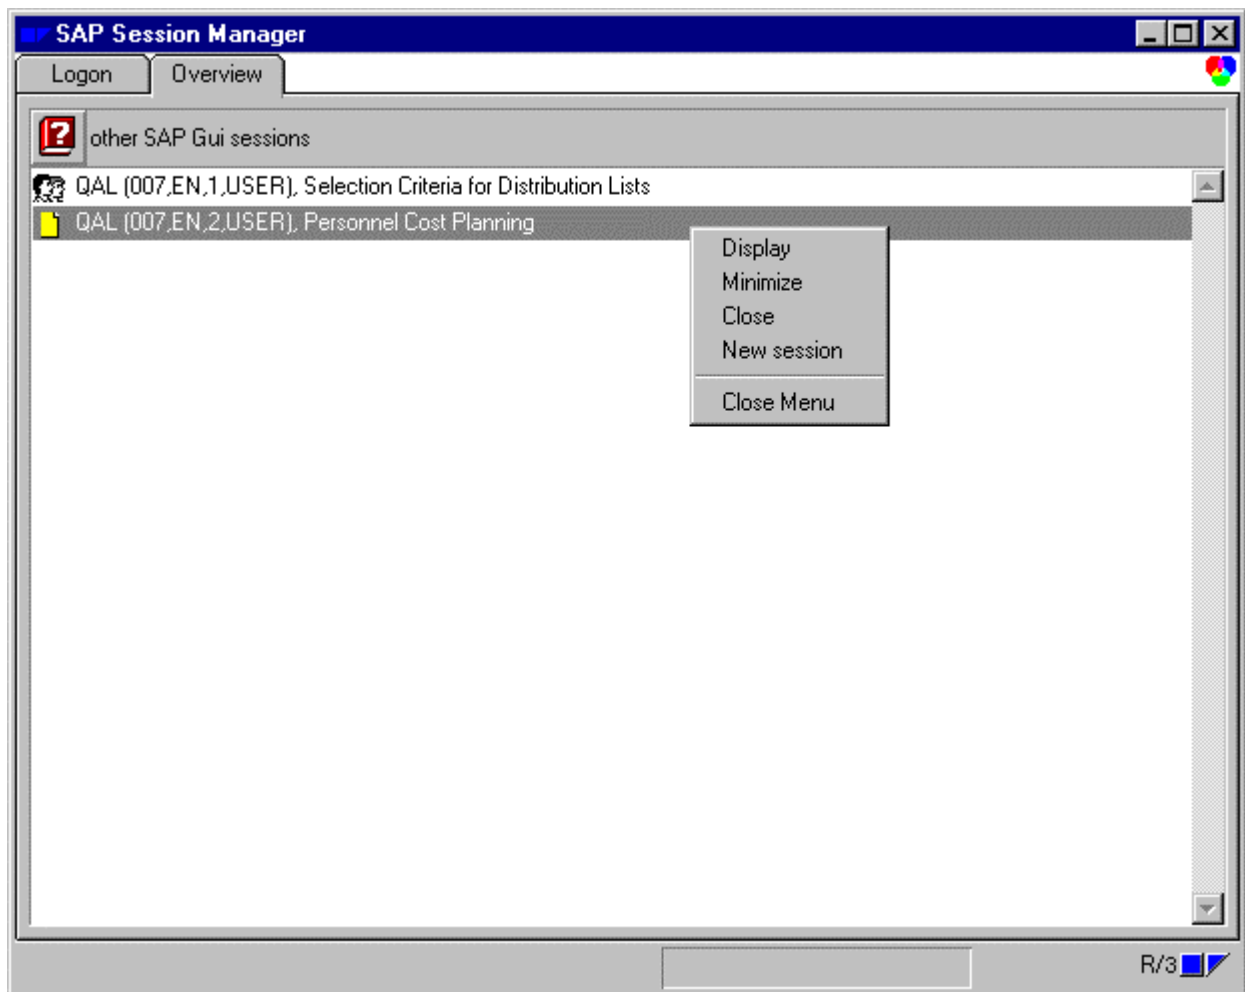 SAP Session Manager
Logon
Overview
other SAP Gui sessions
QAL (007,EN,1,USER), Selection Criteria for Distribution Lists
QAL (007,EN,2,USER), Personnel Cost Planning
Display
Minimize
Close
New session
Close Menu
R/3